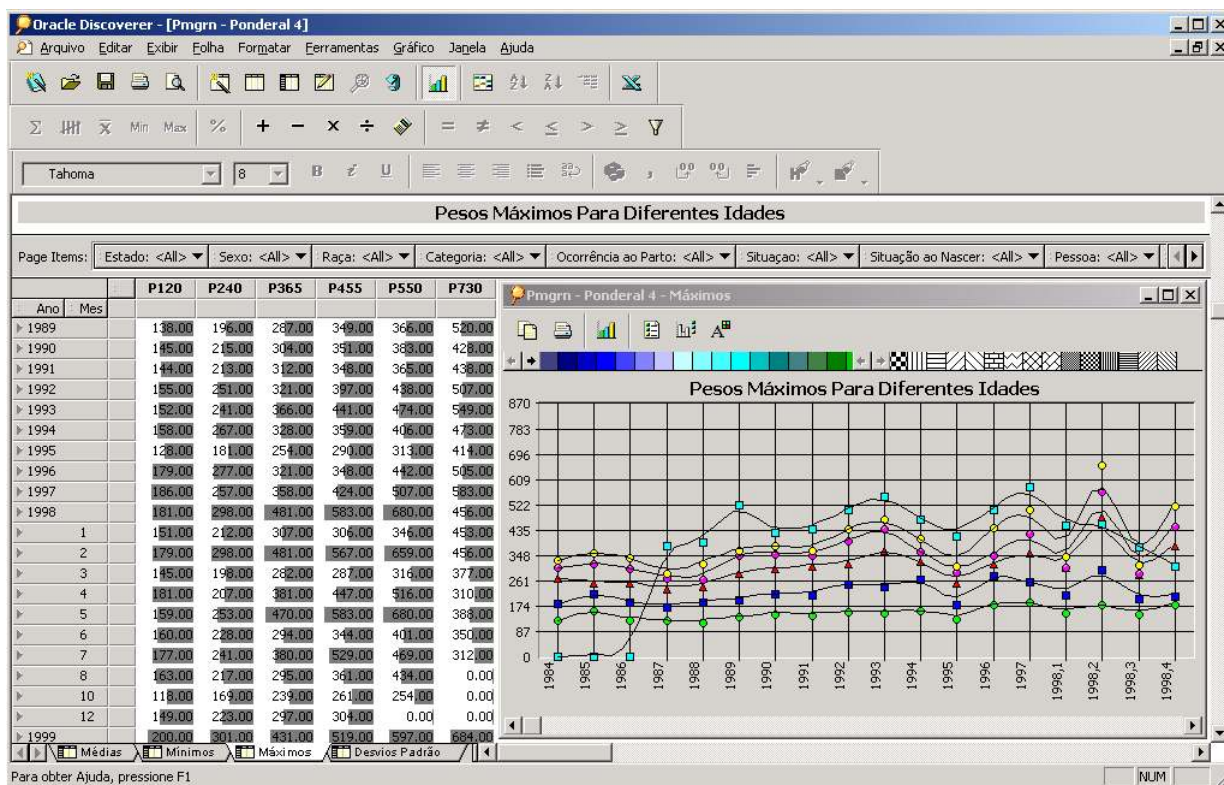 Oracle Discoverer - [Pmgrn - Ponderal 4]
Arquivo Editar Exibir Folha Formatar Ferramentas Gráfico Janela Ajuda
Σ x Min Max % + − × ÷ = ≠ < ≤ > ≥
Tahoma 8 B i U
Pesos Máximos Para Diferentes Idades
Page Items: Estado: <All> Sexo: <All> Raça: <All> Categoria: <All> Ocorrência ao Parto: <All> Situaçao: <All> Situação ao Nascer: <All> Pessoa: <All>
P120 P240 P365 P455 P550 P730
Ano Mes
1989 138.00 196.00 287.00 349.00 366.00 520.00
1990 145.00 215.00 304.00 351.00 383.00 428.00
1991 144.00 213.00 312.00 348.00 365.00 438.00
1992 155.00 251.00 321.00 397.00 438.00 507.00
1993 152.00 241.00 366.00 441.00 474.00 549.00
1994 158.00 267.00 328.00 359.00 406.00 473.00
1995 128.00 181.00 254.00 290.00 313.00 414.00
1996 179.00 277.00 321.00 348.00 442.00 505.00
1997 186.00 257.00 358.00 424.00 507.00 583.00
1998 181.00 298.00 481.00 583.00 680.00 456.00
1 151.00 212.00 307.00 306.00 346.00 453.00
2 179.00 298.00 481.00 567.00 659.00 456.00
3 145.00 198.00 282.00 287.00 316.00 377.00
4 181.00 207.00 381.00 447.00 516.00 310.00
5 159.00 253.00 470.00 583.00 680.00 388.00
6 160.00 228.00 294.00 344.00 401.00 350.00
7 177.00 241.00 380.00 529.00 469.00 312.00
8 163.00 217.00 295.00 361.00 434.00 0.00
10 118.00 169.00 239.00 261.00 254.00 0.00
12 149.00 223.00 297.00 304.00 0.00 0.00
1999 200.00 301.00 431.00 519.00 597.00 684.00
Pmgrn - Ponderal 4 - Máximos
Pesos Máximos Para Diferentes Idades
870
783
696
609
522
435
348
261
174
87
0
1984 1985 1986 1987 1988 1989 1990 1991 1992 1993 1994 1995 1996 1997 1998,1 1998,2 1998,3 1998,4
Médias Mínimos Máximos Desvios Padrão
Para obter Ajuda, pressione F1 NUM